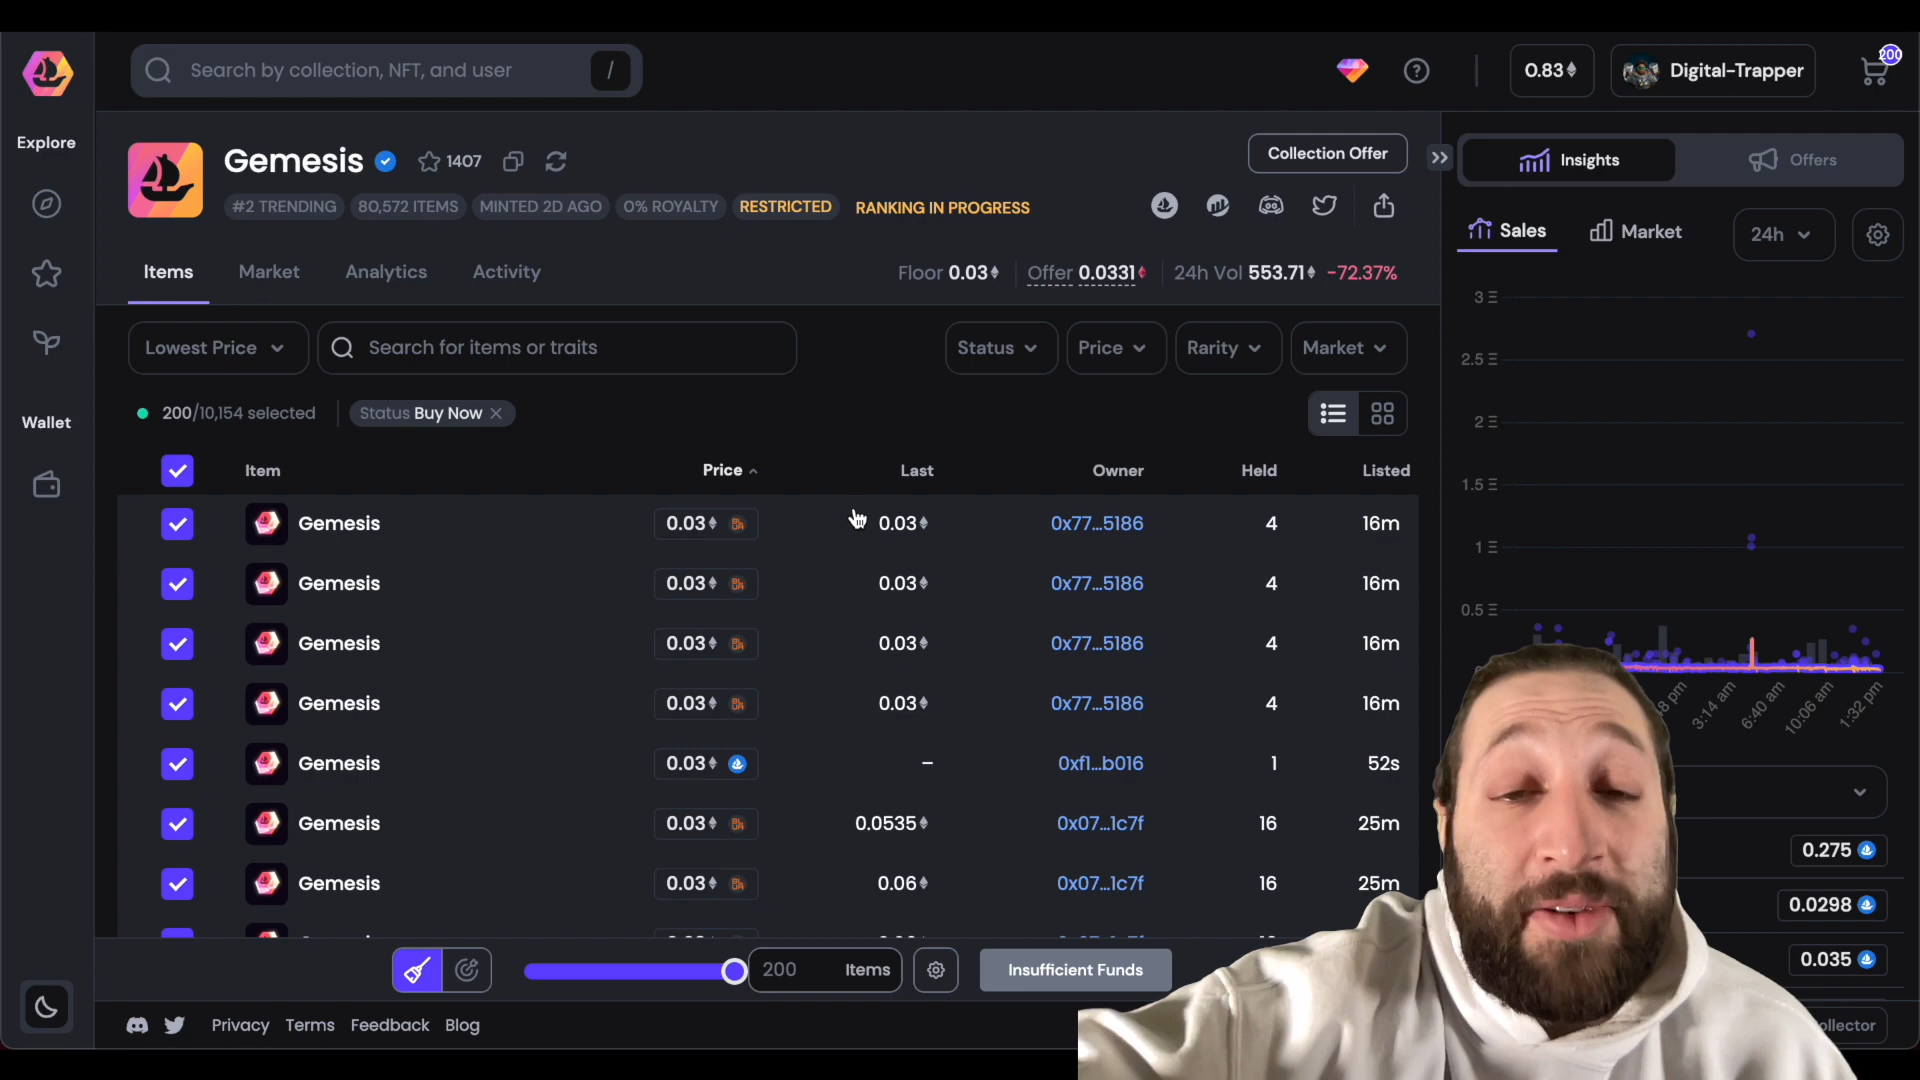 Search by collection, NFT, and user /
0.83
Digital-Trapper
200
Explore
Wallet
Gemesis
1407
Collection Offer
#2 TRENDING 80,572 ITEMS MINTED 2D AGO 0% ROYALTY RESTRICTED RANKING IN PROGRESS
Items Market Analytics Activity
Floor 0.03 Offer 0.0331 24h Vol 553.71 -72.37%
Lowest Price Search for items or traits Status Price Rarity Market
200/10,154 selected Status Buy Now
Item Price Last Owner Held Listed
Gemesis 0.03 0.03 0x77...5186 4 16m
Gemesis 0.03 0.03 0x77...5186 4 16m
Gemesis 0.03 0.03 0x77...5186 4 16m
Gemesis 0.03 0.03 0x77...5186 4 16m
Gemesis 0.03 – 0xf1...b016 1 52s
Gemesis 0.03 0.0535 0x07...1c7f 16 25m
Gemesis 0.03 0.06 0x07...1c7f 16 25m
200 Items Insufficient Funds
Privacy Terms Feedback Blog
Insights Offers
Sales Market 24h
3
2.5
2
1.5
1
0.5
3:14 am
6:40 am
10:06 am
1:32 pm
0.275
0.0298
0.035